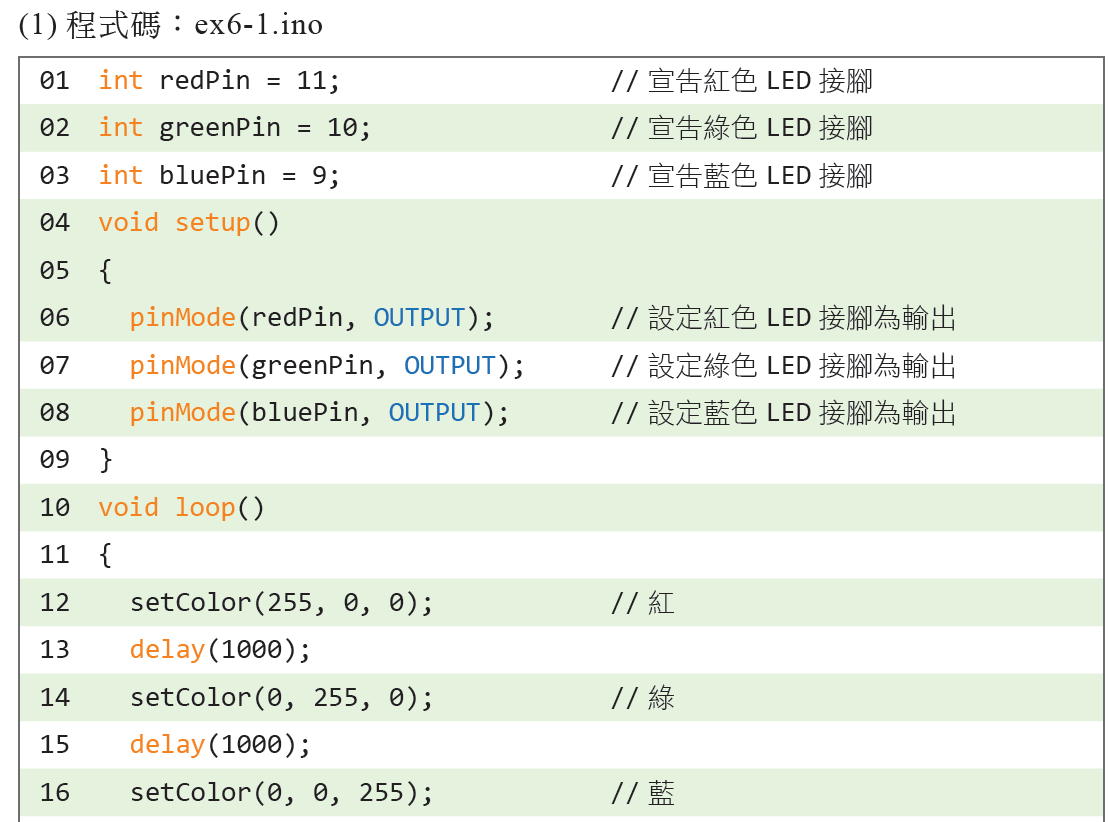 (1) 程式碼：ex6-1.ino
01 int redPin = 11; // 宣告紅色 LED 接腳
02 int greenPin = 10; // 宣告綠色 LED 接腳
03 int bluePin = 9; // 宣告藍色 LED 接腳
04 void setup()
05 {
06 pinMode(redPin, OUTPUT); // 設定紅色 LED 接腳為輸出
07 pinMode(greenPin, OUTPUT); // 設定綠色 LED 接腳為輸出
08 pinMode(bluePin, OUTPUT); // 設定藍色 LED 接腳為輸出
09 }
10 void loop()
11 {
12 setColor(255, 0, 0); // 紅
13 delay(1000);
14 setColor(0, 255, 0); // 綠
15 delay(1000);
16 setColor(0, 0, 255); // 藍